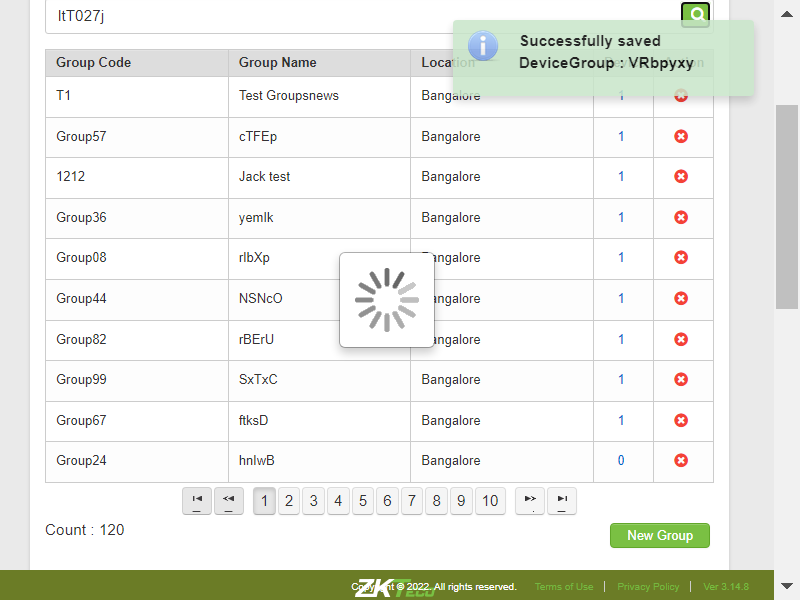 ltT027j
Successfully saved
DeviceGroup : VRbpyxy
Group Code Group Name Location
T1 Test Groupsnews Bangalore 1
Group57 cTFEp Bangalore 1
1212 Jack test Bangalore 1
Group36 yemlk Bangalore 1
Group08 rlbXp Bangalore 1
Group44 NSNcO Bangalore 1
Group82 rBErU Bangalore 1
Group99 SxTxC Bangalore 1
Group67 ftksD Bangalore 1
Group24 hnlwB Bangalore 0
1 2 3 4 5 6 7 8 9 10
Count : 120
New Group
ZKTeco
Copyright © 2022. All rights reserved. Terms of Use | Privacy Policy | Ver 3.14.8